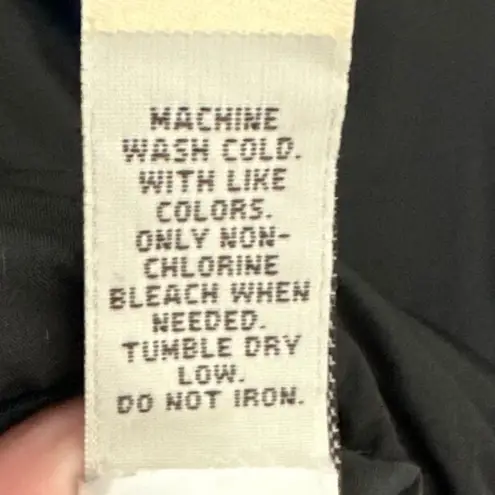 MACHINE
WASH COLD.
WITH LIKE
COLORS.
ONLY NON-
CHLORINE
BLEACH WHEN
NEEDED.
TUMBLE DRY
LOW.
DO NOT IRON.